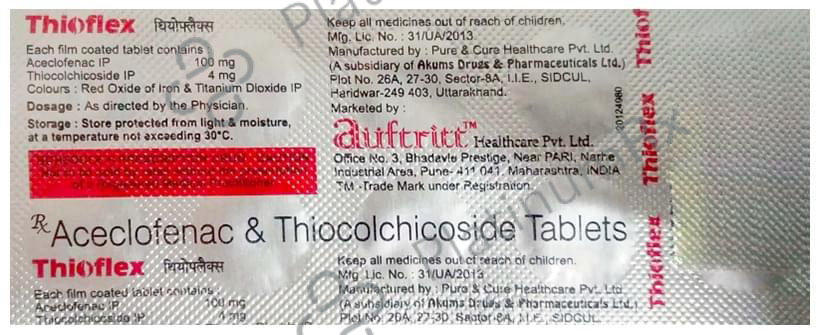 Thioflex थियोफ्लैक्स
Each film coated tablet contains
Aceclofenac IP 100 mg
Thiocolchicoside IP 4 mg
Colours : Red Oxide of Iron & Titanium Dioxide IP
Dosage : As directed by the Physician.
Storage : Store protected from light & moisture,
at a temperature not exceeding 30°C.
Keep all medicines out of reach of children.
Mfg. Lic. No. : 31/UA/2013
Manufactured by : Pure & Cure Healthcare Pvt. Ltd.
(A subsidiary of Akums Drugs & Pharmaceuticals Ltd.)
Plot No. 26A, 27-30, Sector-8A, I.I.E., SIDCUL,
Haridwar-249 403, Uttarakhand.
Marketed by :
auftritt™ Healthcare Pvt. Ltd.
Office No. 3, Bhadavle Prestige, Near PARI, Narhe
Industrial Area, Pune- 411 041, Maharashtra, INDIA
TM -Trade Mark under Registration.
20124980
Thioflex
Thioflex
Thioflex
Rx Aceclofenac & Thiocolchicoside Tablets
Thioflex थियोफ्लैक्स
Each film coated tablet contains
Aceclofenac IP 100 mg
Thiocolchicoside IP 4 mg
Keep all medicines out of reach of children.
Mfg. Lic. No. : 31/UA/2013
Manufactured by : Pure & Cure Healthcare Pvt. Ltd.
(A subsidiary of Akums Drugs & Pharmaceuticals Ltd.)
Plot No. 26A, 27-30, Sector-8A, I.I.E., SIDCUL,